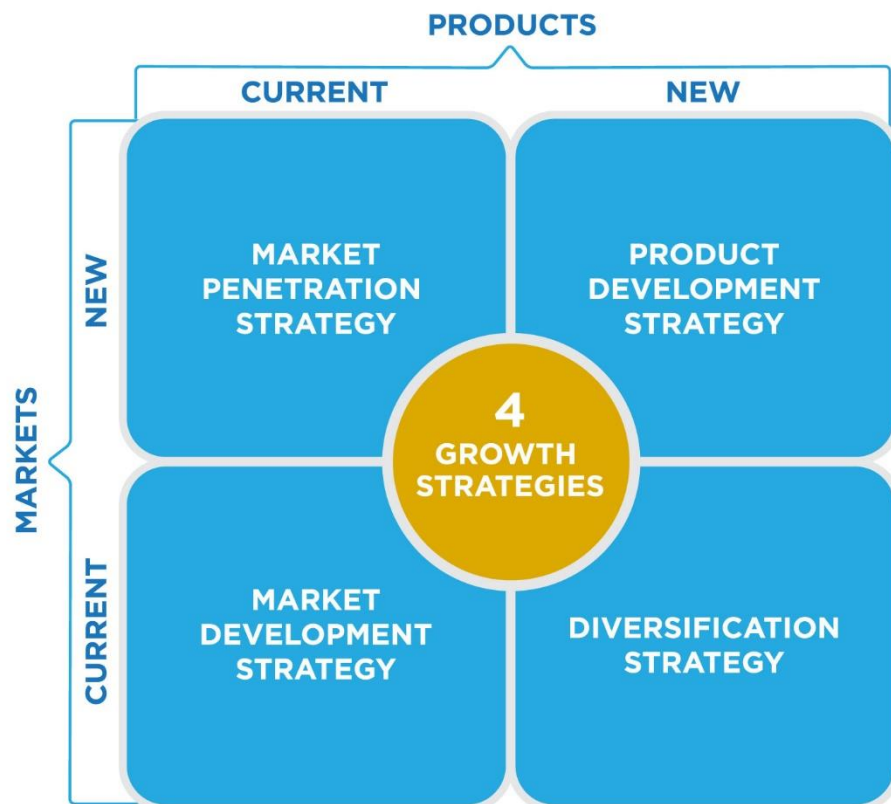 PRODUCTS
CURRENT
NEW
MARKETS
NEW
CURRENT
MARKET
PENETRATION
STRATEGY
PRODUCT
DEVELOPMENT
STRATEGY
4
GROWTH
STRATEGIES
MARKET
DEVELOPMENT
STRATEGY
DIVERSIFICATION
STRATEGY